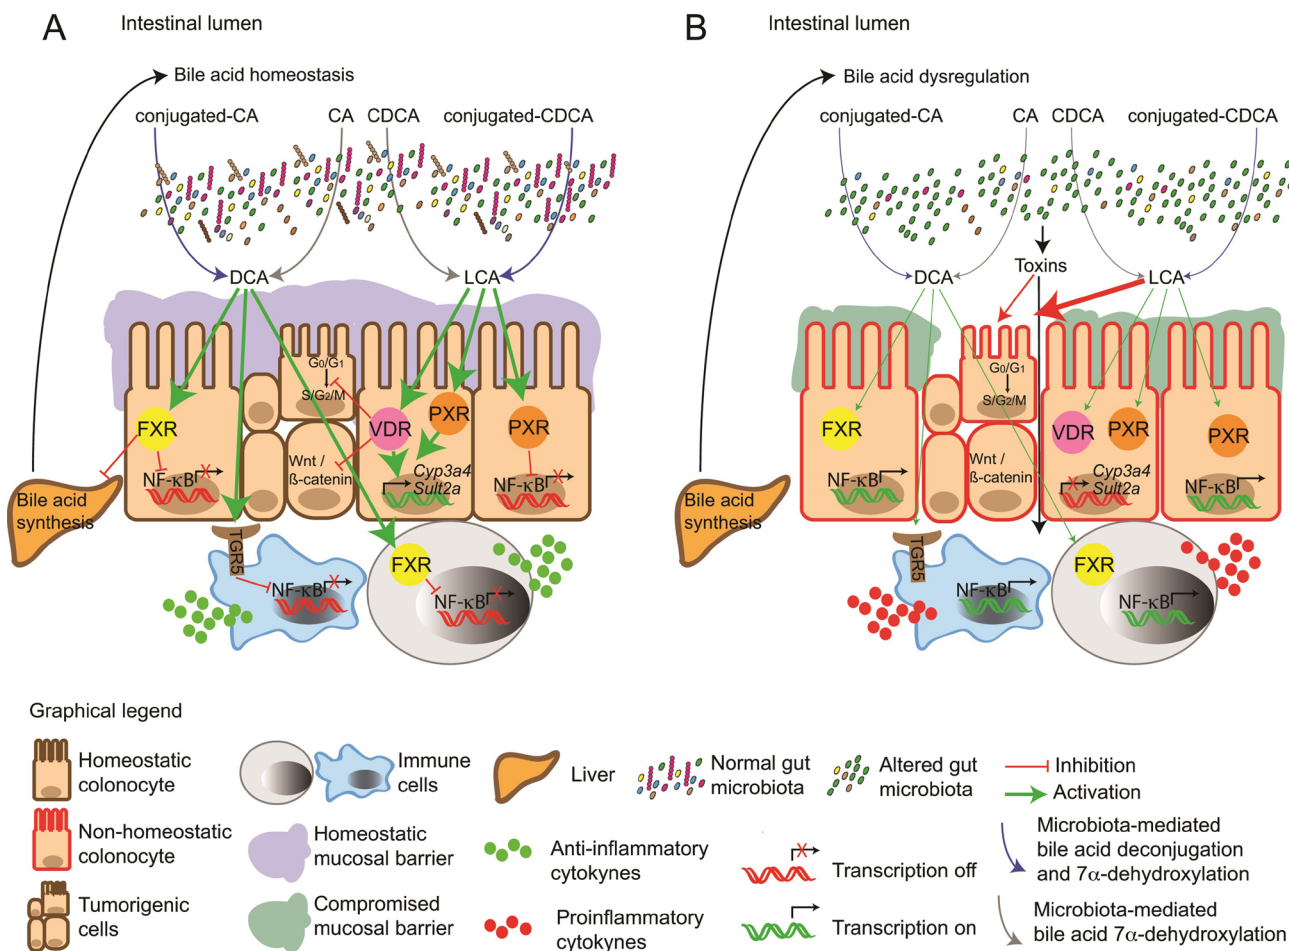 A
Intestinal lumen
Bile acid homeostasis
conjugated-CA
CA
CDCA
conjugated-CDCA
DCA
LCA
G0/G1
S/G2/M
FXR
VDR
PXR
PXR
NF-κB
Wnt /
ß-catenin
Cyp3a4
Sult2a
NF-κB
Bile acid
synthesis
TGR5
NF-κB
FXR
NF-κB
B
Intestinal lumen
Bile acid dysregulation
conjugated-CA
CA
CDCA
conjugated-CDCA
DCA
Toxins
LCA
G0/G1
S/G2/M
FXR
VDR
PXR
PXR
NF-κB
Wnt /
ß-catenin
Cyp3a4
Sult2a
NF-κB
Bile acid
synthesis
TGR5
NF-κB
FXR
NF-κB
Graphical legend
Homeostatic
colonocyte
Non-homeostatic
colonocyte
Tumorigenic
cells
Immune
cells
Homeostatic
mucosal barrier
Compromised
mucosal barrier
Liver
Anti-inflammatory
cytokynes
Proinflammatory
cytokynes
Normal gut
microbiota
Altered gut
microbiota
Transcription off
Transcription on
Inhibition
Activation
Microbiota-mediated
bile acid deconjugation
and 7α-dehydroxylation
Microbiota-mediated
bile acid 7α-dehydroxylation